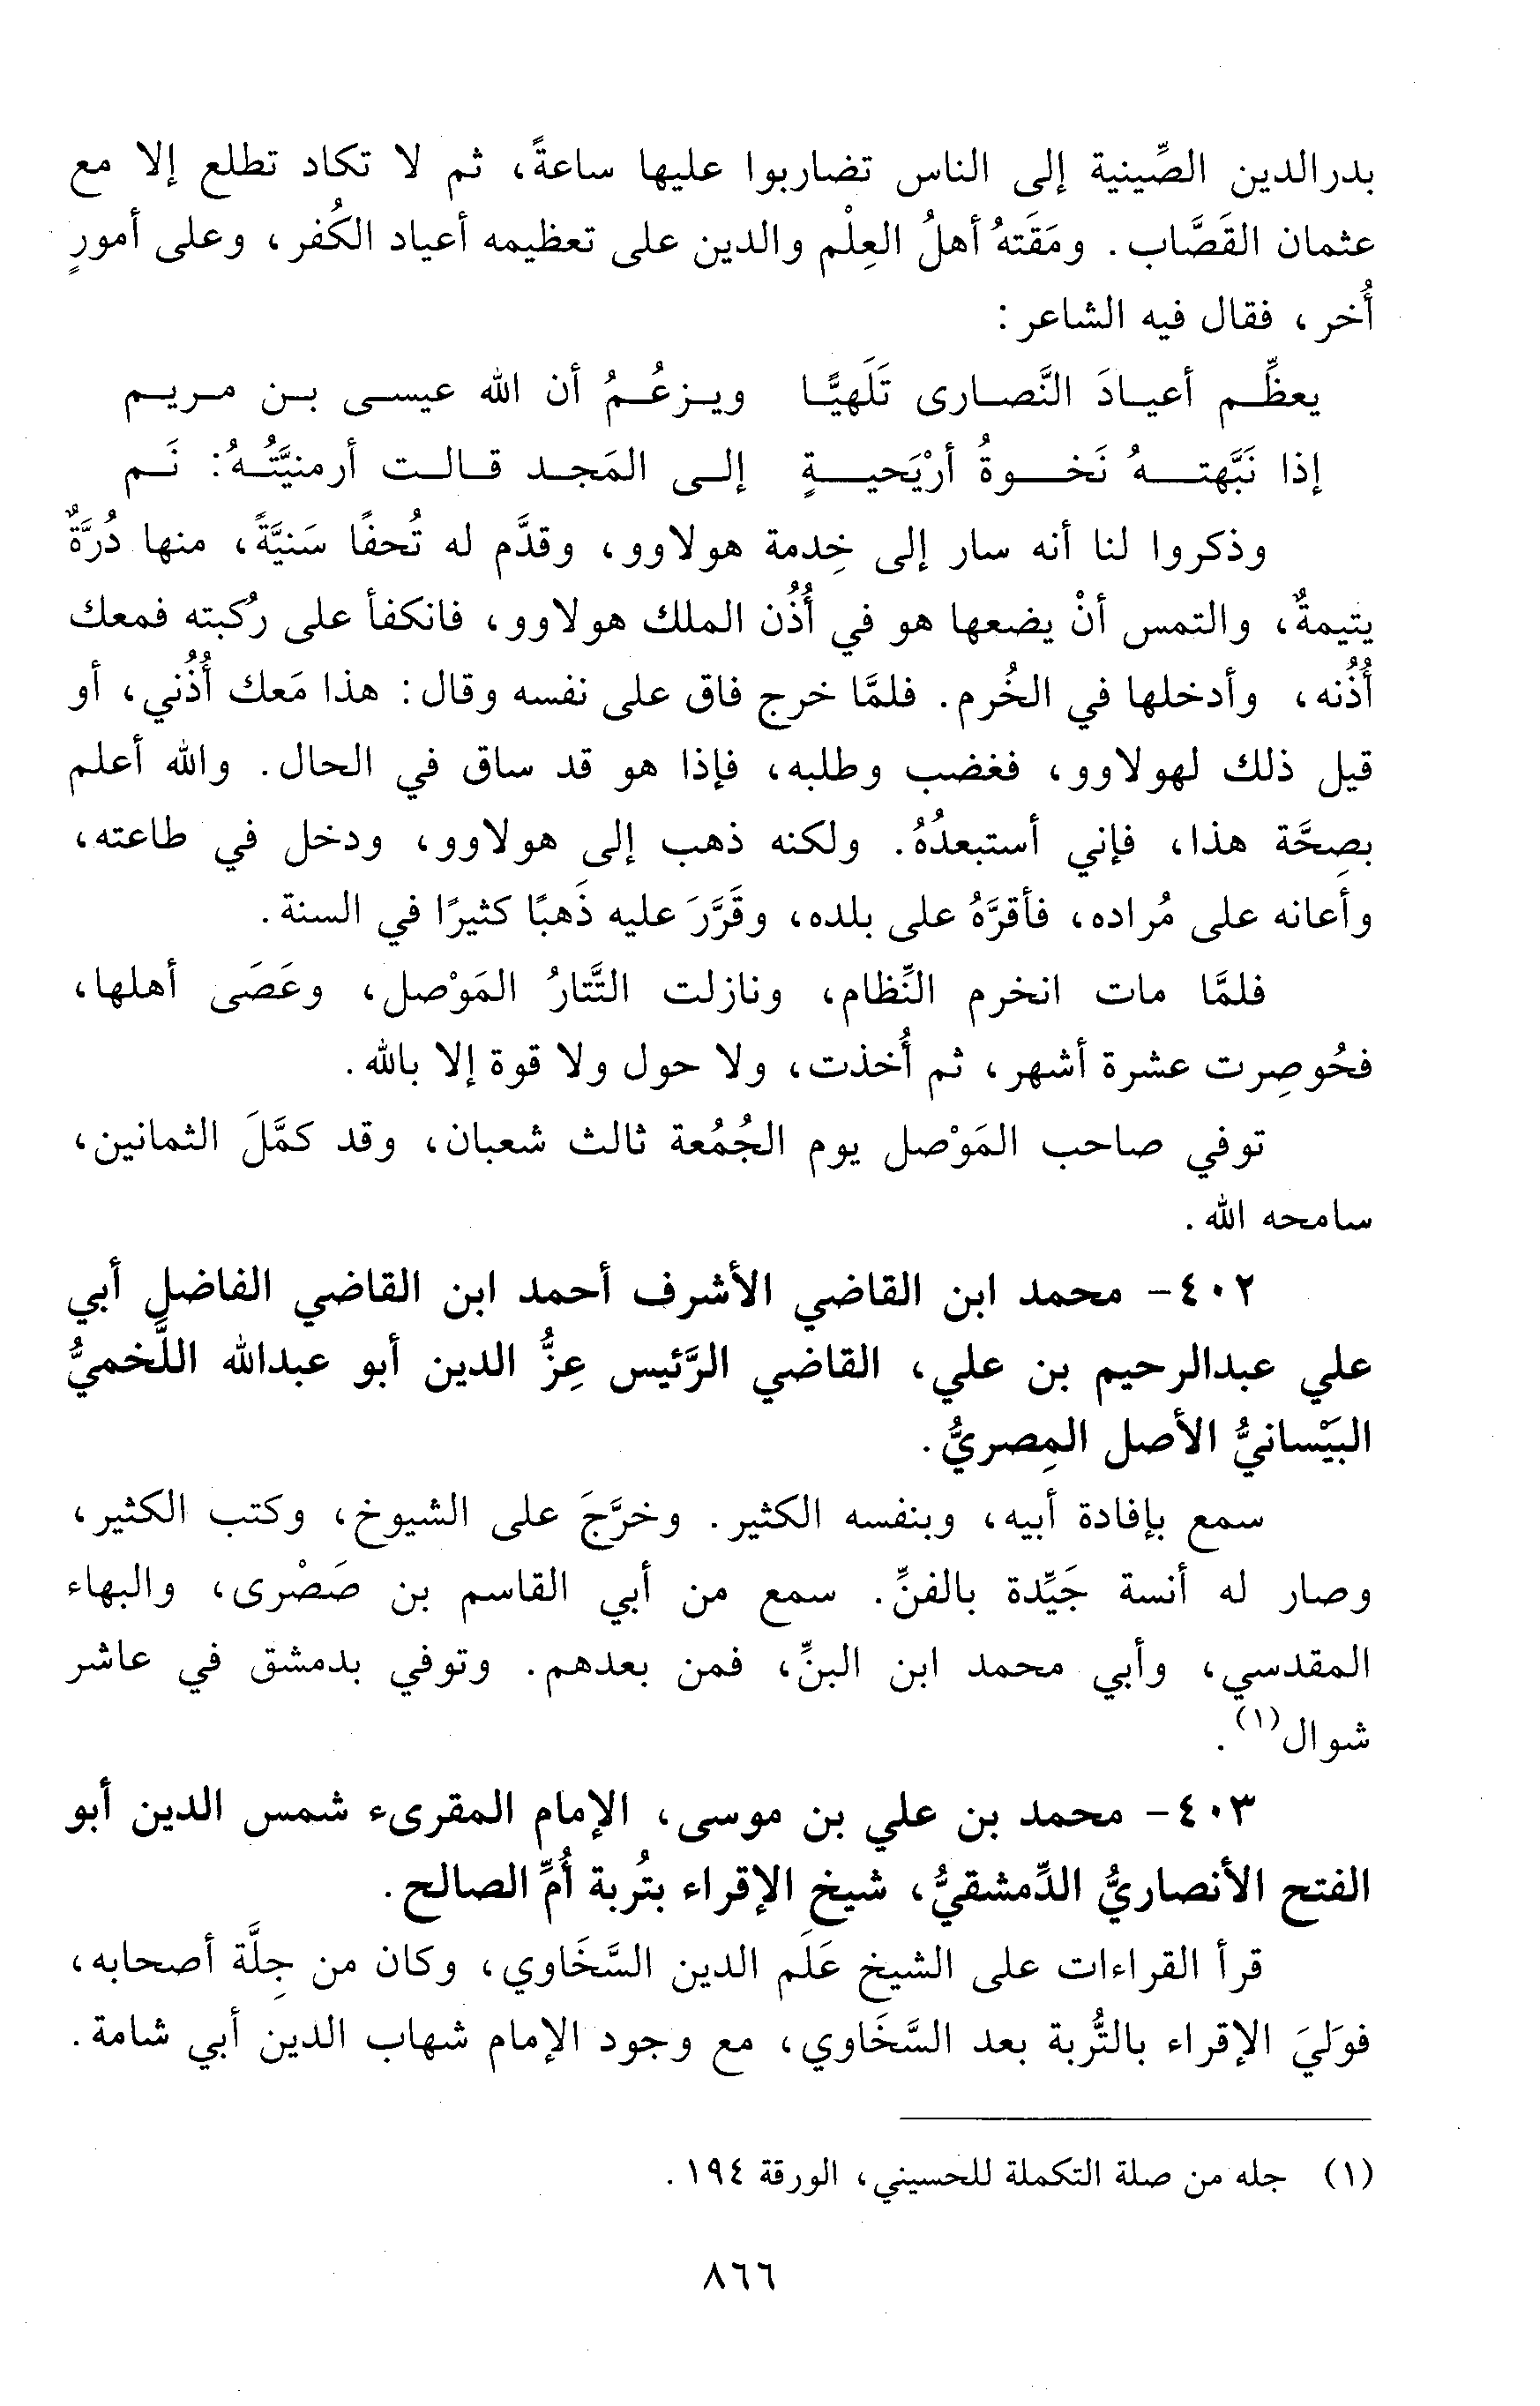 بدرالدين الصِّينية إلى الناس تضاربوا عليها ساعةً، ثم لا تكاد تطلع إلا مع
عثمان القَصَّاب. ومَقَتهُ أهلُ العِلْم والدين على تعظيمه أعياد الكُفر، وعلى أمورٍ
أُخر، فقال فيه الشاعر:
يعظِّم أعيادَ النَّصارى تَلَهيًّا ويزعُمُ أن الله عيسى بن مريم
إذا نَبَّهتهُ نَخوةُ أرْيَحيةٍ إلى المَجد قالت أرمنيَّتُهُ: نَم
وذكروا لنا أنه سار إلى خِدمة هولاوو، وقدَّم له تُحفًا سَنيَّةً، منها دُرَّةٌ
يتيمةٌ، والتمس أنْ يضعها هو في أُذُن الملك هولاوو، فانكفأ على رُكبته فمعك
أُذُنه، وأدخلها في الخُرم. فلمَّا خرج فاق على نفسه وقال: هذا مَعك أُذُني، أو
قيل ذلك لهولاوو، فغضب وطلبه، فإذا هو قد ساق في الحال. والله أعلم
بصِحَّة هذا، فإني أستبعدُهُ. ولكنه ذهب إلى هولاوو، ودخل في طاعته،
وأعانه على مُراده، فأقرَّهُ على بلده، وقَرَّرَ عليه ذَهبًا كثيرًا في السنة.
فلمَّا مات انخرم النِّظام، ونازلت التَّتارُ المَوْصل، وعَصَى أهلها،
فحُوصِرت عشرة أشهر، ثم أُخذت، ولا حول ولا قوة إلا بالله.
توفي صاحب المَوْصل يوم الجُمُعة ثالث شعبان، وقد كمَّلَ الثمانين،
سامحه الله.
٤٠٢- محمد ابن القاضي الأشرف أحمد ابن القاضي الفاضل أبي
علي عبدالرحيم بن علي، القاضي الرَّئيس عِزُّ الدين أبو عبدالله اللَّخميُّ
البَيْسانيُّ الأصل المِصريُّ.
سمع بإفادة أبيه، وبنفسه الكثير. وخرَّجَ على الشيوخ، وكتب الكثير،
وصار له أنسة جَيِّدة بالفنِّ. سمع من أبي القاسم بن صَصْرى، والبهاء
المقدسي، وأبي محمد ابن البنِّ، فمن بعدهم. وتوفي بدمشق في عاشر
شوال(١).
٤٠٣- محمد بن علي بن موسى، الإمام المقرىء شمس الدين أبو
الفتح الأنصاريُّ الدِّمشقيُّ، شيخ الإقراء بتُربة أُمِّ الصالح.
قرأ القراءات على الشيخ عَلَم الدين السَّخَاوي، وكان من جِلَّة أصحابه،
فوَليَ الإقراء بالتُّربة بعد السَّخَاوي، مع وجود الإمام شهاب الدين أبي شامة.
(١) جله من صلة التكملة للحسيني، الورقة ١٩٤.
٨٦٦